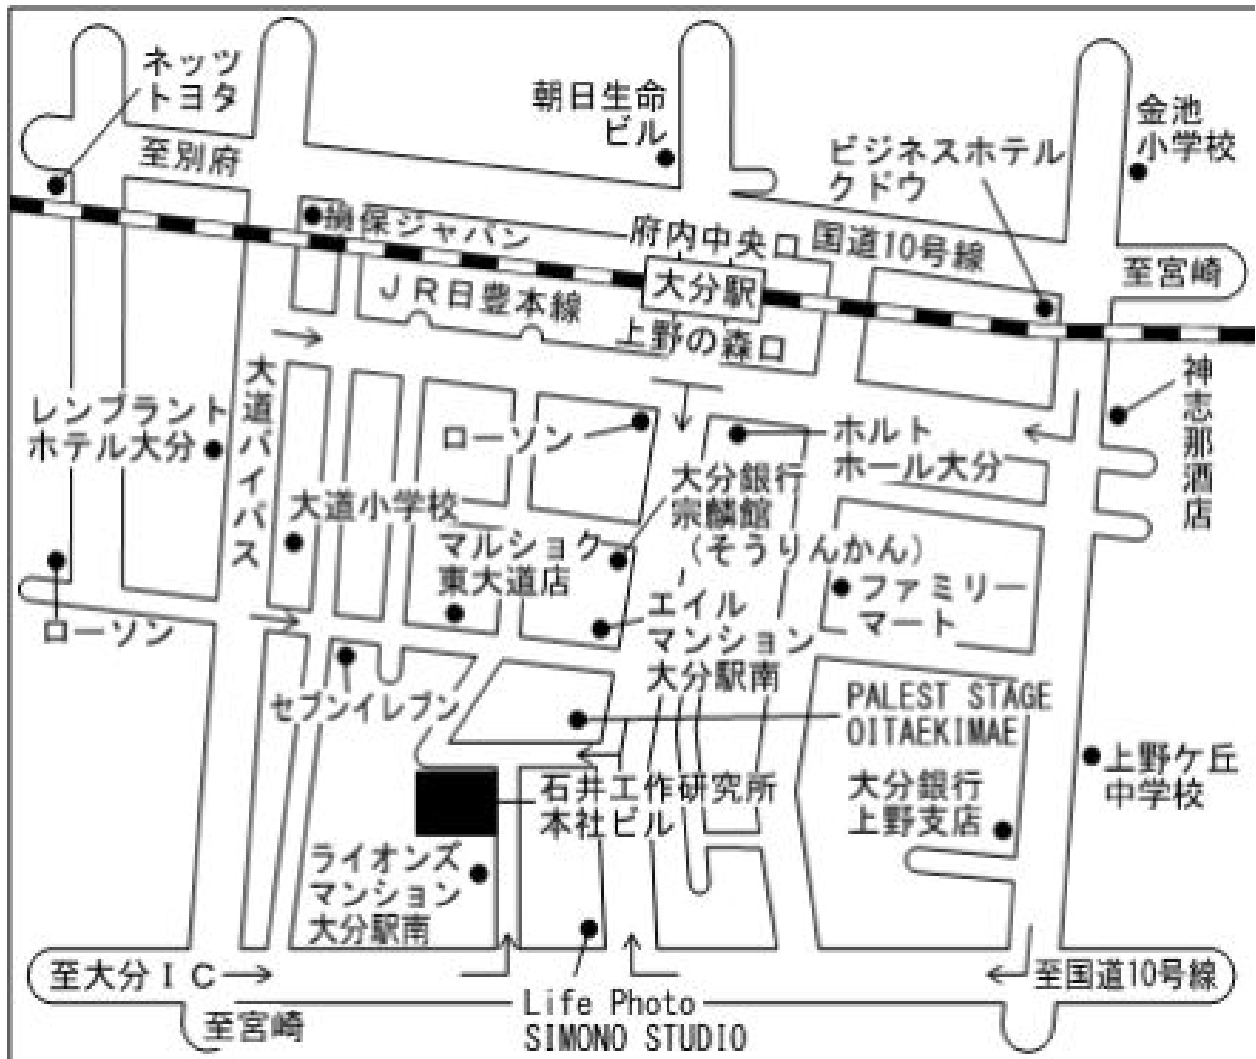 ネッツ
トヨタ
朝日生命
ビル
金池
小学校
至別府
ビジネスホテル
クドウ
損保ジャパン
府内中央口
国道10号線
至宮崎
大分駅
JR日豊本線
上野の森口
大道バイパス
レンブラント
ホテル大分
ローソン
ホルト
ホール大分
神志那酒店
大分銀行
宗麟館
(そうりんかん)
大道小学校
マルショク
東大道店
ファミリー
マート
エイル
マンション
大分駅南
ローソン
セブンイレブン
PALEST STAGE
OITAEKIMAE
石井工作研究所
本社ビル
大分銀行
上野支店
上野ケ丘
中学校
ライオンズ
マンション
大分駅南
至大分IC
至国道10号線
至宮崎
Life Photo
SIMONO STUDIO